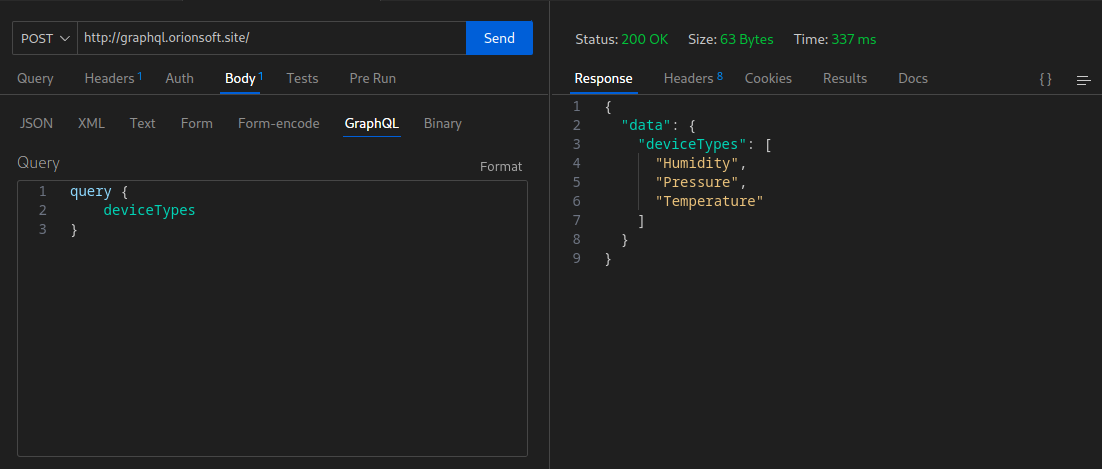 POST http://graphql.orionsoft.site/ Send
Query Headers 1 Auth Body 1 Tests Pre Run
JSON XML Text Form Form-encode GraphQL Binary
Query Format
1 query {
2 deviceTypes
3 }
Status: 200 OK Size: 63 Bytes Time: 337 ms
Response Headers 8 Cookies Results Docs { }
1 {
2 "data": {
3 "deviceTypes": [
4 "Humidity",
5 "Pressure",
6 "Temperature"
7 ]
8 }
9 }